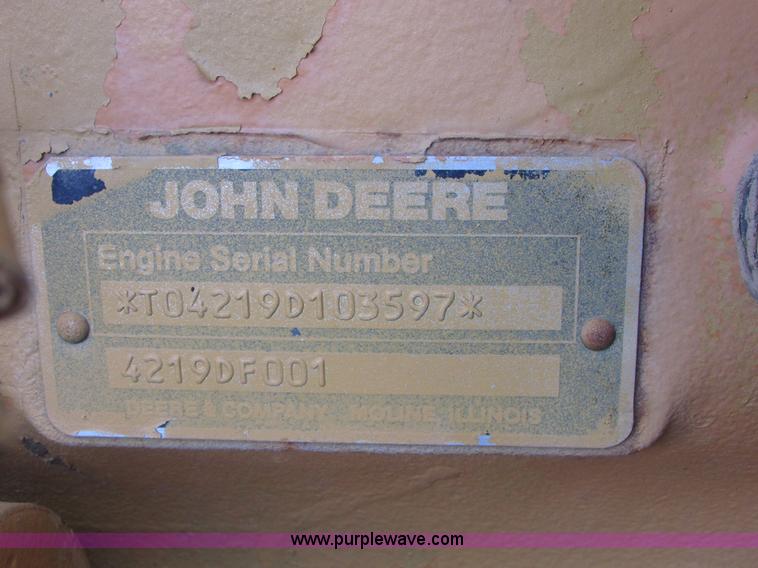 JOHN DEERE
Engine Serial Number
*T04219D103597*
4219DF001
DEERE & COMPANY MOLINE, ILLINOIS
www.purplewave.com